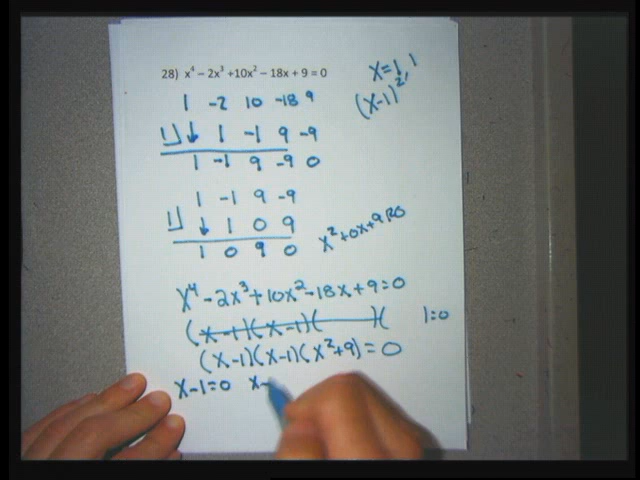 28) x⁴ – 2x³ +10x² – 18x + 9 = 0
x=1, 1
(x-1)²
1 -2 10 -18 9
1 ↓ 1 -1 9 -9
1 -1 9 -9 0
1 -1 9 -9
1 ↓ 1 0 9
1 0 9 0
x²+0x+9 R0
x⁴-2x³+10x²-18x+9=0
(x-1)(x-1)( )( )=0
(x-1)(x-1)(x²+9)=0
x-1=0 x-